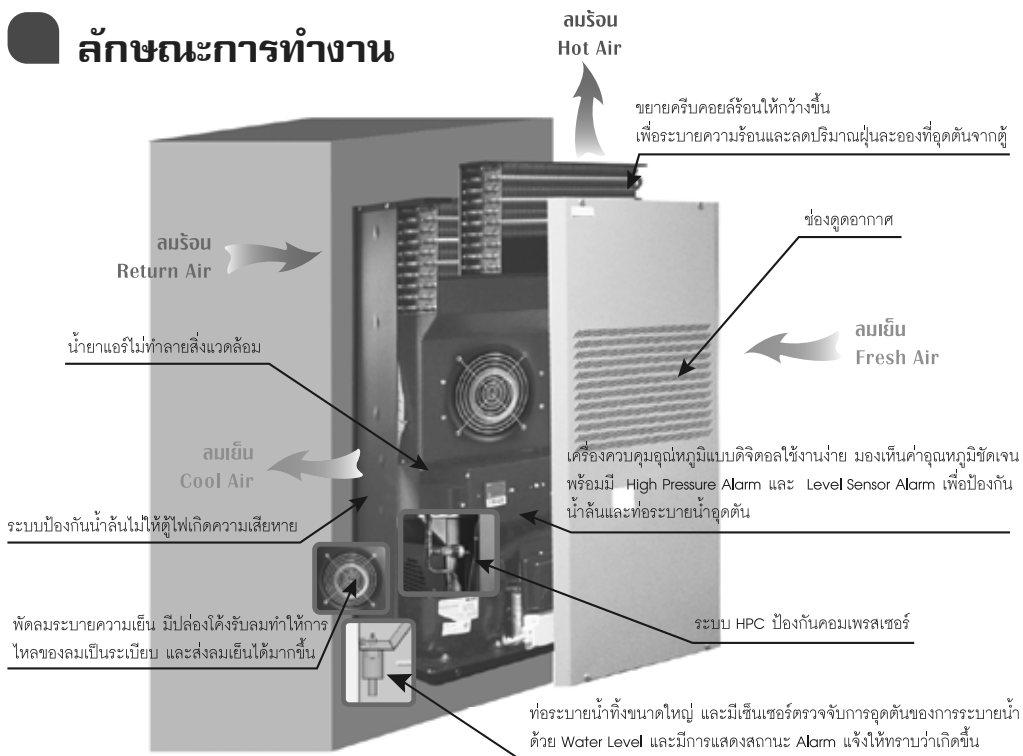 ลักษณะการทำงาน
ลมร้อน
Hot Air
ขยายครีบคอยล์ร้อนให้กว้างขึ้น
เพื่อระบายความร้อนและลดปริมาณฝุ่นละอองที่อุดตันจากตู้
ช่องดูดอากาศ
ลมร้อน
Return Air
ลมเย็น
Fresh Air
น้ำยาแอร์ไม่ทำลายสิ่งแวดล้อม
ลมเย็น
Cool Air
เครื่องควบคุมอุณ่หภูมิแบบดิจิตอลใช้งานง่าย มองเห็นค่าอุณหภูมิชัดเจน
พร้อมมี High Pressure Alarm และ Level Sensor Alarm เพื่อป้องกัน
น้ำล้นและท่อระบายน้ำอุดตัน
ระบบป้องกันน้ำล้นไม่ให้ตู้ไฟเกิดความเสียหาย
พัดลมระบายความเย็น มีปล่องโค้งรับลมทำให้การ
ไหลของลมเป็นระเบียบ และส่งลมเย็นได้มากขึ้น
ระบบ HPC ป้องกันคอมเพรสเซอร์
ท่อระบายน้ำทิ้งขนาดใหญ่ และมีเซ็นเซอร์ตรวจจับการอุดตันของการระบายน้ำ
ด้วย Water Level และมีการแสดงสถานะ Alarm แจ้งให้ทราบว่าเกิดขึ้น